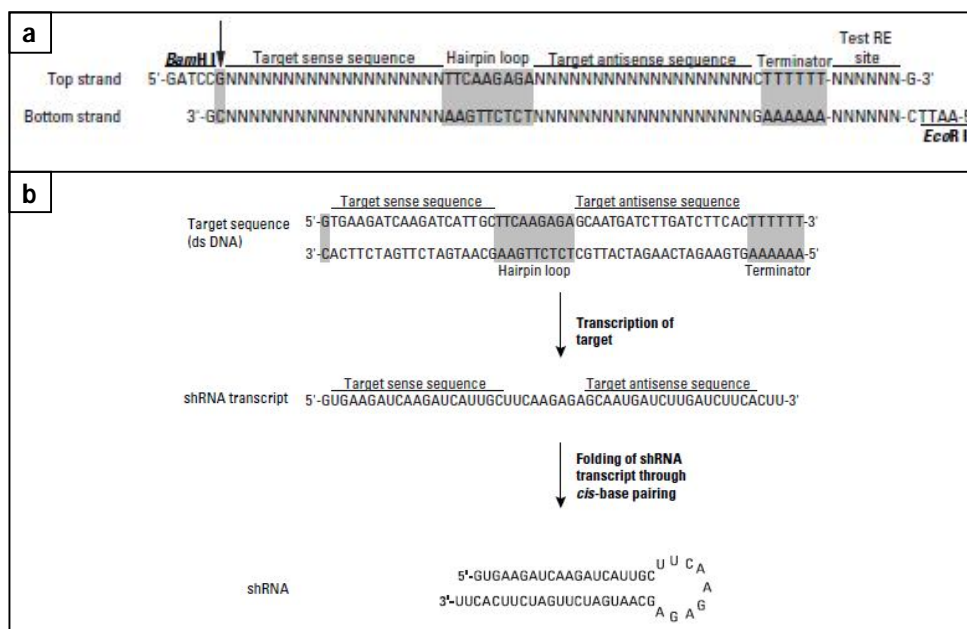 a
BamH I Target sense sequence Hairpin loop Target antisense sequence Terminator Test RE site
Top strand 5'-GATCCGNNNNNNNNNNNNNNNNNNNTTCAAGAGANNNNNNNNNNNNNNNNNNNCTTTTTT-NNNNNN-G-3'
Bottom strand 3'-GCNNNNNNNNNNNNNNNNNNNAAGTTCTCTNNNNNNNNNNNNNNNNNNNGAAAAAA-NNNNNN-CTTAA-5
EcoR I
b
Target sense sequence Target antisense sequence
Target sequence (ds DNA) 5'-GTGAAGATCAAGATCATTGCTTCAAGAGAGCAATGATCTTGATCTTCACTTTTTT-3'
3'-CACTTCTAGTTCTAGTAACGAAGTTCTCTCGTTACTAGAACTAGAAGTGAAAAAA-5'
Hairpin loop Terminator
Transcription of
target
Target sense sequence Target antisense sequence
shRNA transcript 5'-GUGAAGAUCAAGAUCAUUGCUUCAAGAGAGCAAUGAUCUUGAUCUUCACUU-3'
Folding of shRNA
transcript through
cis-base pairing
shRNA
5'-GUGAAGAUCAAGAUCAUUGC U U C A A G A G A
3'-UUCACUUCUAGUUCUAGUAACG